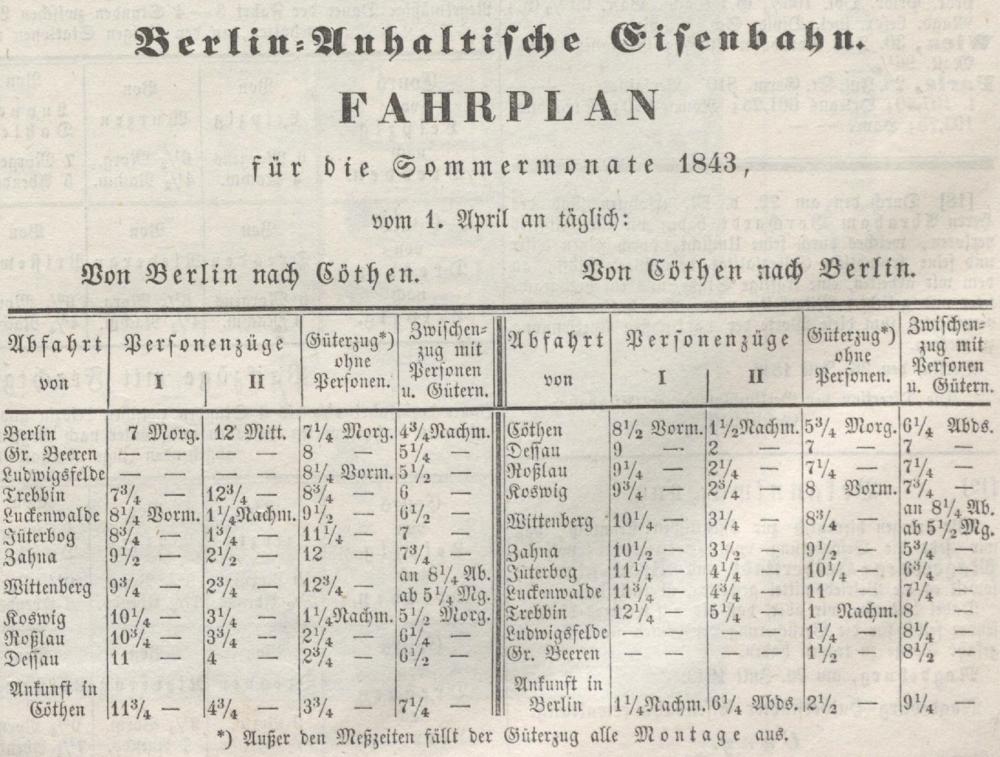 Berlin-Anhaltische Eisenbahn.
FAHRPLAN
für die Sommermonate 1843,
vom 1. April an täglich:
Von Berlin nach Cöthen.
Abfahrt von | Personenzüge I | Personenzüge II | Güterzug*) ohne Personen. | Zwischenzug mit Personen u. Gütern.
Berlin | 7 Morg. | 12 Mitt. | 7¼ Morg. | 4¾ Nachm.
Gr. Beeren | — — | — — | 8 — | 5¼ —
Ludwigsfelde | — — | — — | 8¼ Vorm. | 5½ —
Trebbin | 7¾ — | 12¾ — | 8¾ — | 6 —
Luckenwalde | 8¼ Vorm. | 1¼ Nachm. | 9½ — | 6½ —
Jüterbog | 8¾ — | 1¾ — | 11¼ — | 7 —
Zahna | 9½ — | 2½ — | 12 — | 7¾ —
Wittenberg | 9¾ — | 2¾ — | 12¾ — | an 8¼ Ab. ab 5¼ Mg.
Koswig | 10¼ — | 3¼ — | 1¼ Nachm. | 5½ Morg.
Roßlau | 10¾ — | 3¾ — | 2¼ — | 6¼ —
Dessau | 11 — | 4 — | 2¾ — | 6½ —
Ankunft in
Cöthen | 11¾ — | 4¾ — | 3¾ — | 7¼ —
Von Cöthen nach Berlin.
Abfahrt von | Personenzüge I | Personenzüge II | Güterzug*) ohne Personen. | Zwischenzug mit Personen u. Gütern.
Cöthen | 8½ Vorm. | 1½ Nachm. | 5¾ Morg. | 6¼ Abds.
Dessau | 9 — | 2 — | 7 — | 7 —
Roßlau | 9¼ — | 2¼ — | 7¼ — | 7¼ —
Koswig | 9¾ — | 2¾ — | 8 Vorm. | 7¾ —
Wittenberg | 10¼ — | 3¼ — | 8¾ — | an 8¼ Ab. ab 5½ Mg.
Zahna | 10½ — | 3½ — | 9½ — | 5¾ —
Jüterbog | 11¼ — | 4¼ — | 10¼ — | 6¾ —
Luckenwalde | 11¾ — | 4¾ — | 11 — | 7¼ —
Trebbin | 12¼ — | 5¼ — | 1 Nachm. | 8 —
Ludwigsfelde | — — | — — | 1¼ — | 8¼ —
Gr. Beeren | — — | — — | 1½ — | 8½ —
Ankunft in
Berlin | 1¼ Nachm. | 6¼ Abds. | 2½ — | 9¼ —
*) Außer den Meßzeiten fällt der Güterzug alle Montage aus.